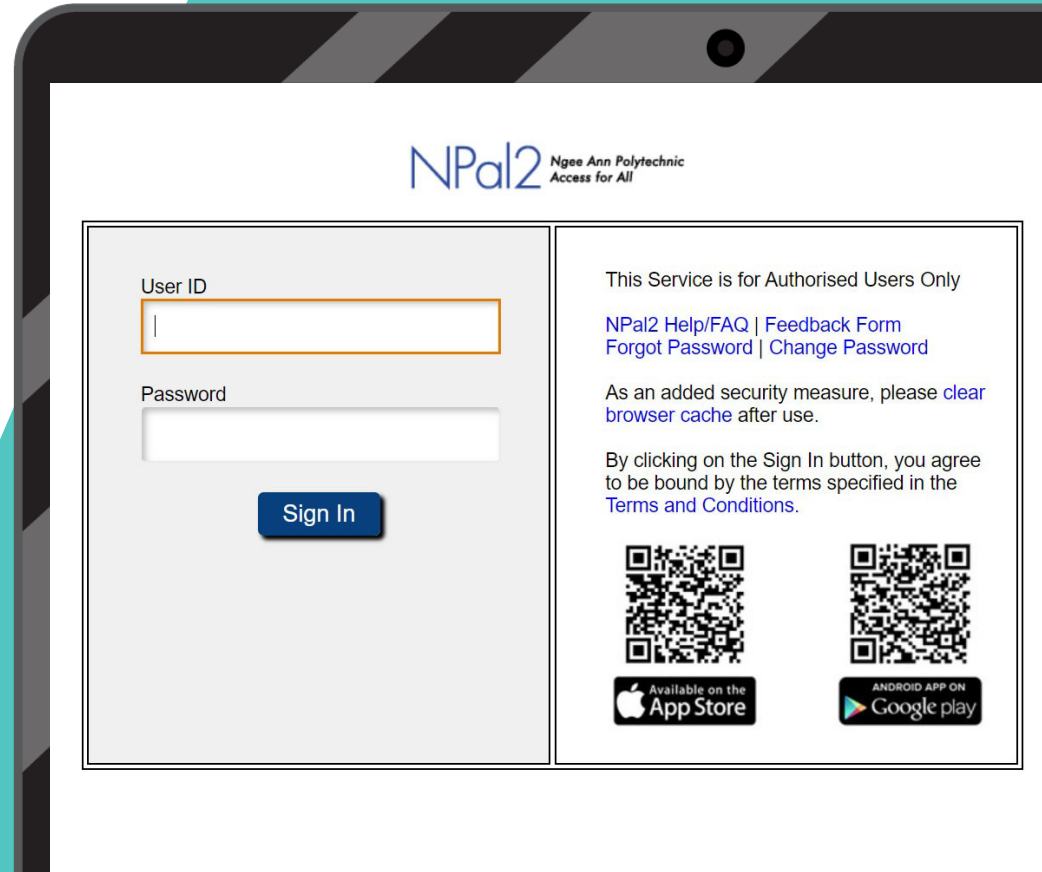 NPal2 Ngee Ann Polytechnic
Access for All
User ID
Password
Sign In
This Service is for Authorised Users Only
NPal2 Help/FAQ | Feedback Form
Forgot Password | Change Password
As an added security measure, please clear
browser cache after use.
By clicking on the Sign In button, you agree
to be bound by the terms specified in the
Terms and Conditions.
Available on the
App Store
ANDROID APP ON
Google play